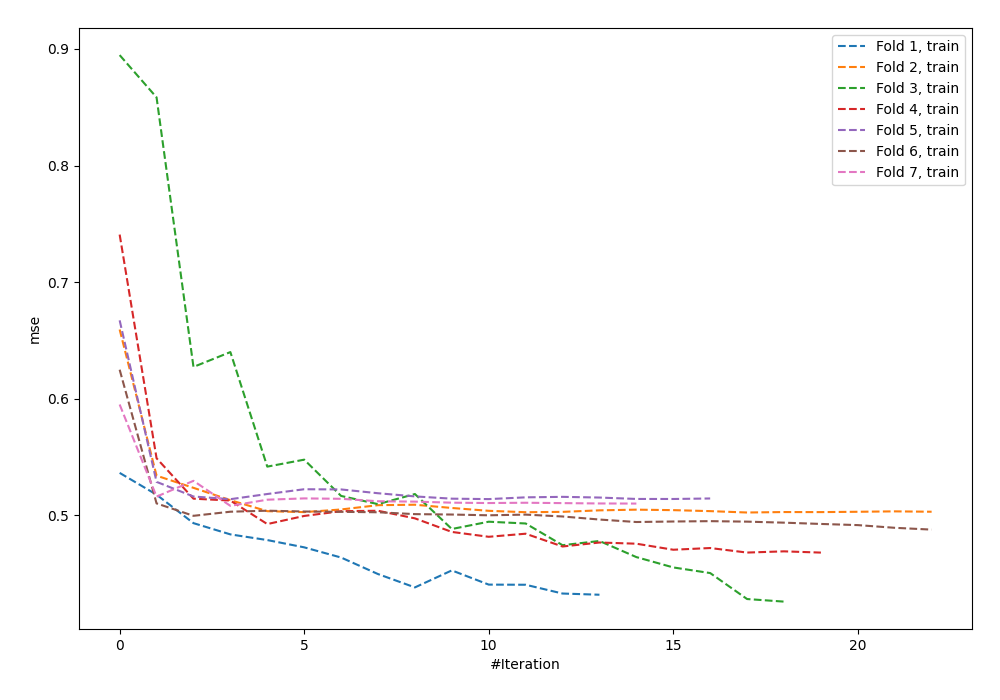 0.9
0.8
0.7
0.6
0.5
mse
0 5 10 15 20
#Iteration
Fold 1, train
Fold 2, train
Fold 3, train
Fold 4, train
Fold 5, train
Fold 6, train
Fold 7, train